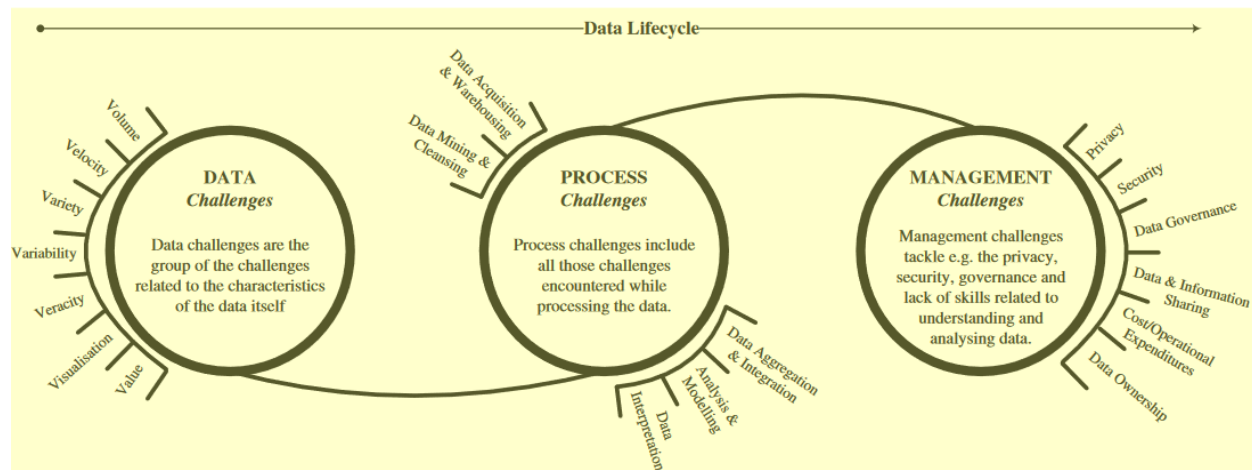 Data Lifecycle
Volume
Velocity
Variety
Variability
Veracity
Visualisation
Value
DATA
Challenges
Data challenges are the
group of the challenges
related to the characteristics
of the data itself
Data Acquisition
& Warehousing
Data Mining &
Cleansing
PROCESS
Challenges
Process challenges include
all those challenges
encountered while
processing the data.
Data Aggregation
& Integration
Analysis &
Modelling
Data
Interpretation
MANAGEMENT
Challenges
Management challenges
tackle e.g. the privacy,
security, governance and
lack of skills related to
understanding and
analysing data.
Privacy
Security
Data Governance
Data & Information
Sharing
Cost/Operational
Expenditures
Data Ownership